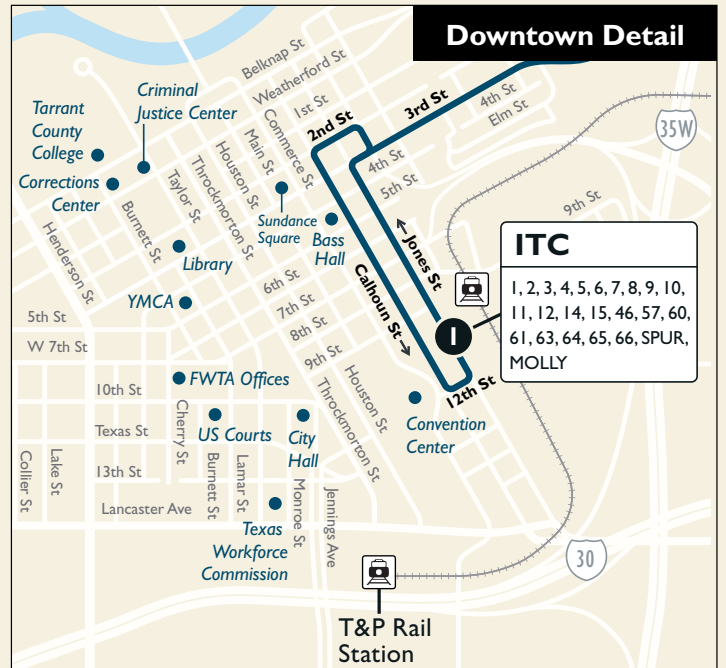 Downtown Detail
Belknap St
Weatherford St
1st St
2nd St
3rd St
4th St
Elm St
35W
Criminal
Justice Center
Tarrant
County
College
Corrections
Center
Commerce St
Main St
Houston St
Throckmorton St
Taylor St
Burnett St
Henderson St
4th St
5th St
9th St
Sundance
Square
Bass
Hall
Library
YMCA
Jones St
Calhoun St
ITC
1, 2, 3, 4, 5, 6, 7, 8, 9, 10,
11, 12, 14, 15, 46, 57, 60,
61, 63, 64, 65, 66, SPUR,
MOLLY
1
6th St
7th St
8th St
9th St
12th St
5th St
W 7th St
10th St
Texas St
13th St
Lancaster Ave
FWTA Offices
US Courts
City
Hall
Convention
Center
Houston St
Throckmorton St
Cherry St
Burnett St
Lamar St
Monroe St
Jennings Ave
Collier St
Lake St
Texas
Workforce
Commission
30
T&P Rail
Station